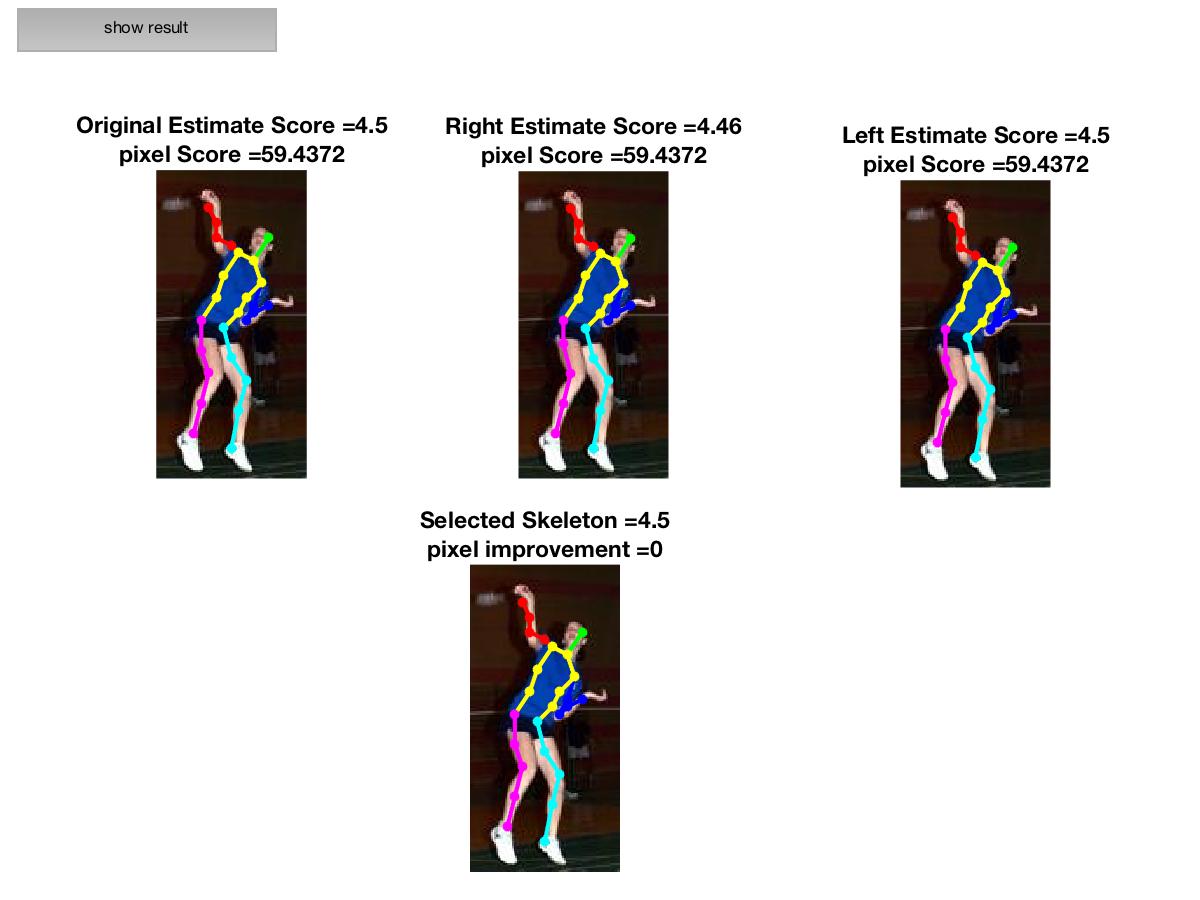 show result
Original Estimate Score =4.5
pixel Score =59.4372
Right Estimate Score =4.46
pixel Score =59.4372
Left Estimate Score =4.5
pixel Score =59.4372
Selected Skeleton =4.5
pixel improvement =0